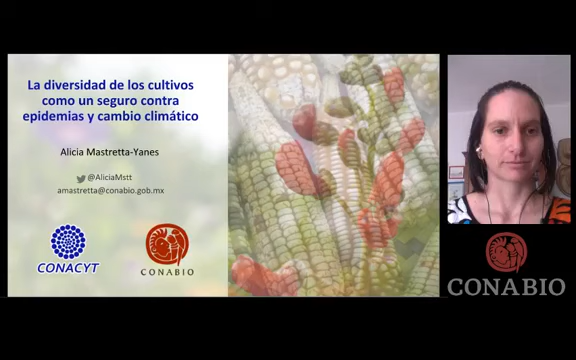 La diversidad de los cultivos
como un seguro contra
epidemias y cambio climático
Alicia Mastretta-Yanes
@AliciaMstt
amastretta@conabio.gob.mx
CONACYT
CONABIO
CONABIO